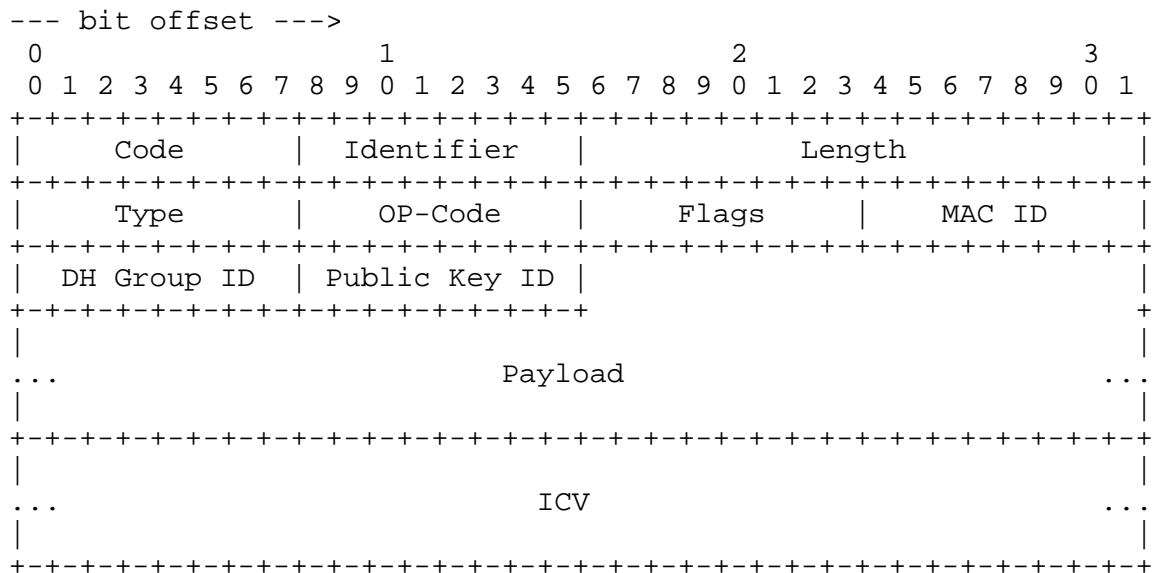 --- bit offset --->
 0                   1                   2                   3
 0 1 2 3 4 5 6 7 8 9 0 1 2 3 4 5 6 7 8 9 0 1 2 3 4 5 6 7 8 9 0 1
+-+-+-+-+-+-+-+-+-+-+-+-+-+-+-+-+-+-+-+-+-+-+-+-+-+-+-+-+-+-+-+-+
|     Code      |  Identifier   |            Length             |
+-+-+-+-+-+-+-+-+-+-+-+-+-+-+-+-+-+-+-+-+-+-+-+-+-+-+-+-+-+-+-+-+
|     Type      |    OP-Code    |     Flags     |    MAC ID     |
+-+-+-+-+-+-+-+-+-+-+-+-+-+-+-+-+-+-+-+-+-+-+-+-+-+-+-+-+-+-+-+-+
|  DH Group ID  | Public Key ID |                               |
+-+-+-+-+-+-+-+-+-+-+-+-+-+-+-+-+                               +
|                                                               |
...                         Payload                           ...
|                                                               |
+-+-+-+-+-+-+-+-+-+-+-+-+-+-+-+-+-+-+-+-+-+-+-+-+-+-+-+-+-+-+-+-+
|                                                               |
...                           ICV                             ...
|                                                               |
+-+-+-+-+-+-+-+-+-+-+-+-+-+-+-+-+-+-+-+-+-+-+-+-+-+-+-+-+-+-+-+-+